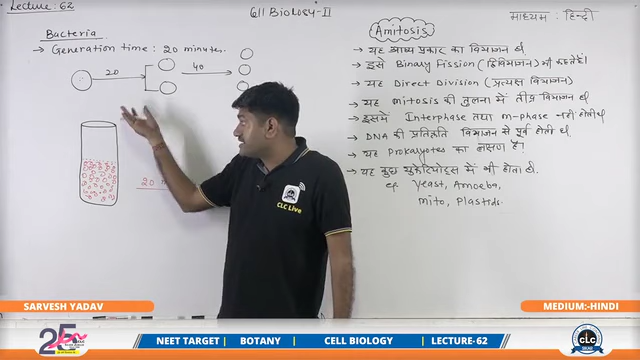 Lecture: 62
611 Biology-II
माध्यम : हिन्दी
Bacteria
→ Generation time: 20 minutes.
20
40
20
Amitosis
→ यह आद्य प्रकार का विभाजन है।
→ इसे Binary Fission (द्विविभाजन) भी कहते हैं।
→ यह Direct Division (प्रत्यक्ष विभाजन)
→ यह mitosis की तुलना में तीव्र विभाजन है।
→ इसमें Interphase तथा m-phase नहीं होती है।
→ DNA की प्रतिकृति विभाजन से पूर्व होती है।
→ यह Prokaryotes का लक्षण है।
→ यह कुछ यूकेरियोट्स में भी होता है।
eg. Yeast, Amoeba,
mito, Plastids.
CLC Live
SARVESH YADAV
MEDIUM:-HINDI
25
NEET TARGET
BOTANY
CELL BIOLOGY
LECTURE-62
CLC